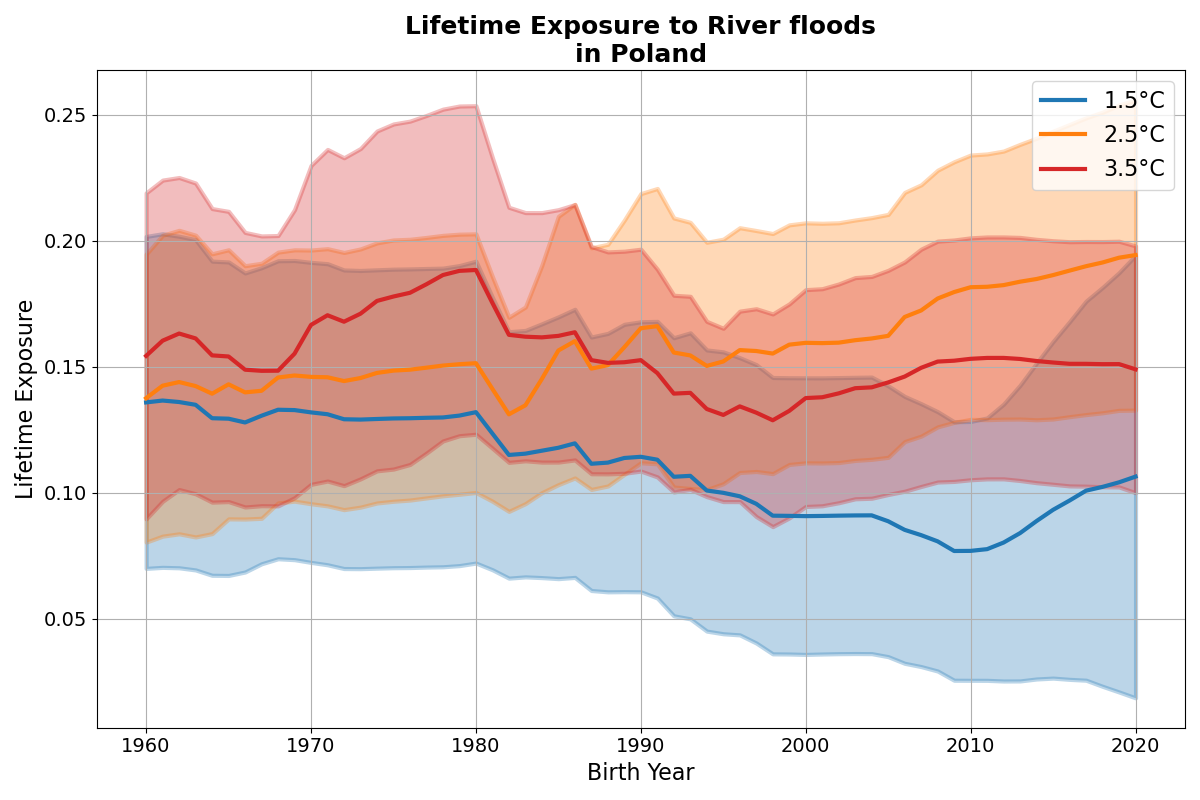 Lifetime Exposure to River floods
in Poland
1.5°C
2.5°C
3.5°C
Lifetime Exposure
0.25
0.20
0.15
0.10
0.05
1960 1970 1980 1990 2000 2010 2020
Birth Year